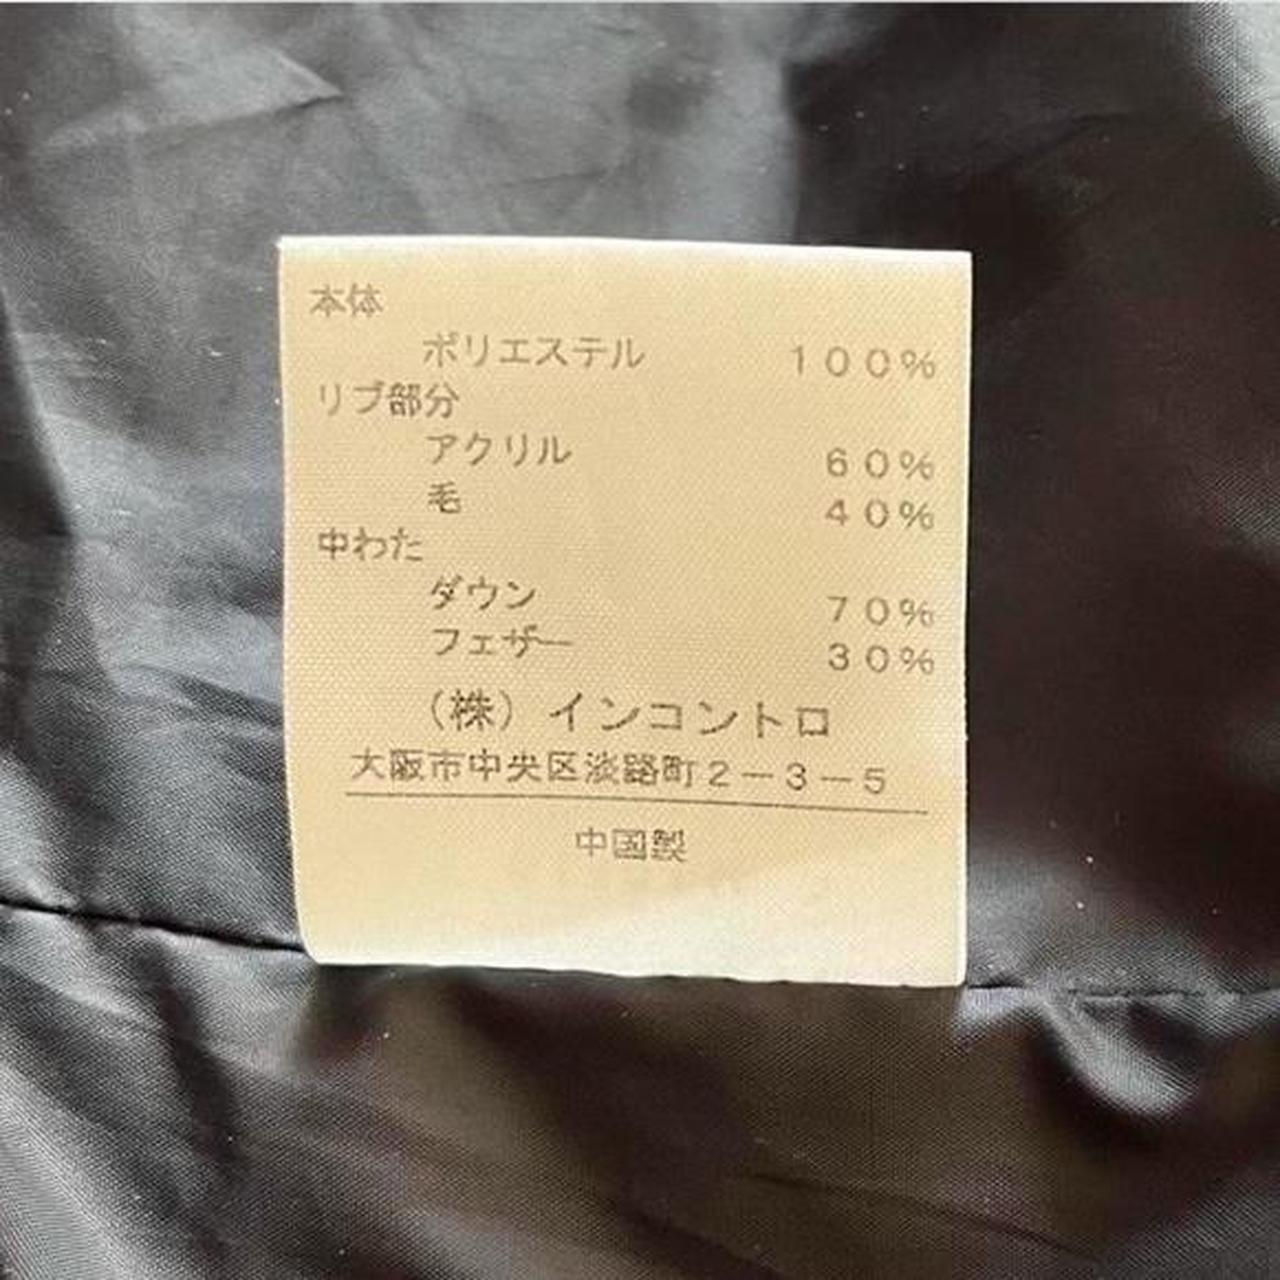 本体
ポリエステル 100%
リブ部分
アクリル 60%
毛 40%
中わた
ダウン 70%
フェザー 30%
(株)インコントロ
大阪市中央区淡路町2-3-5
中国製